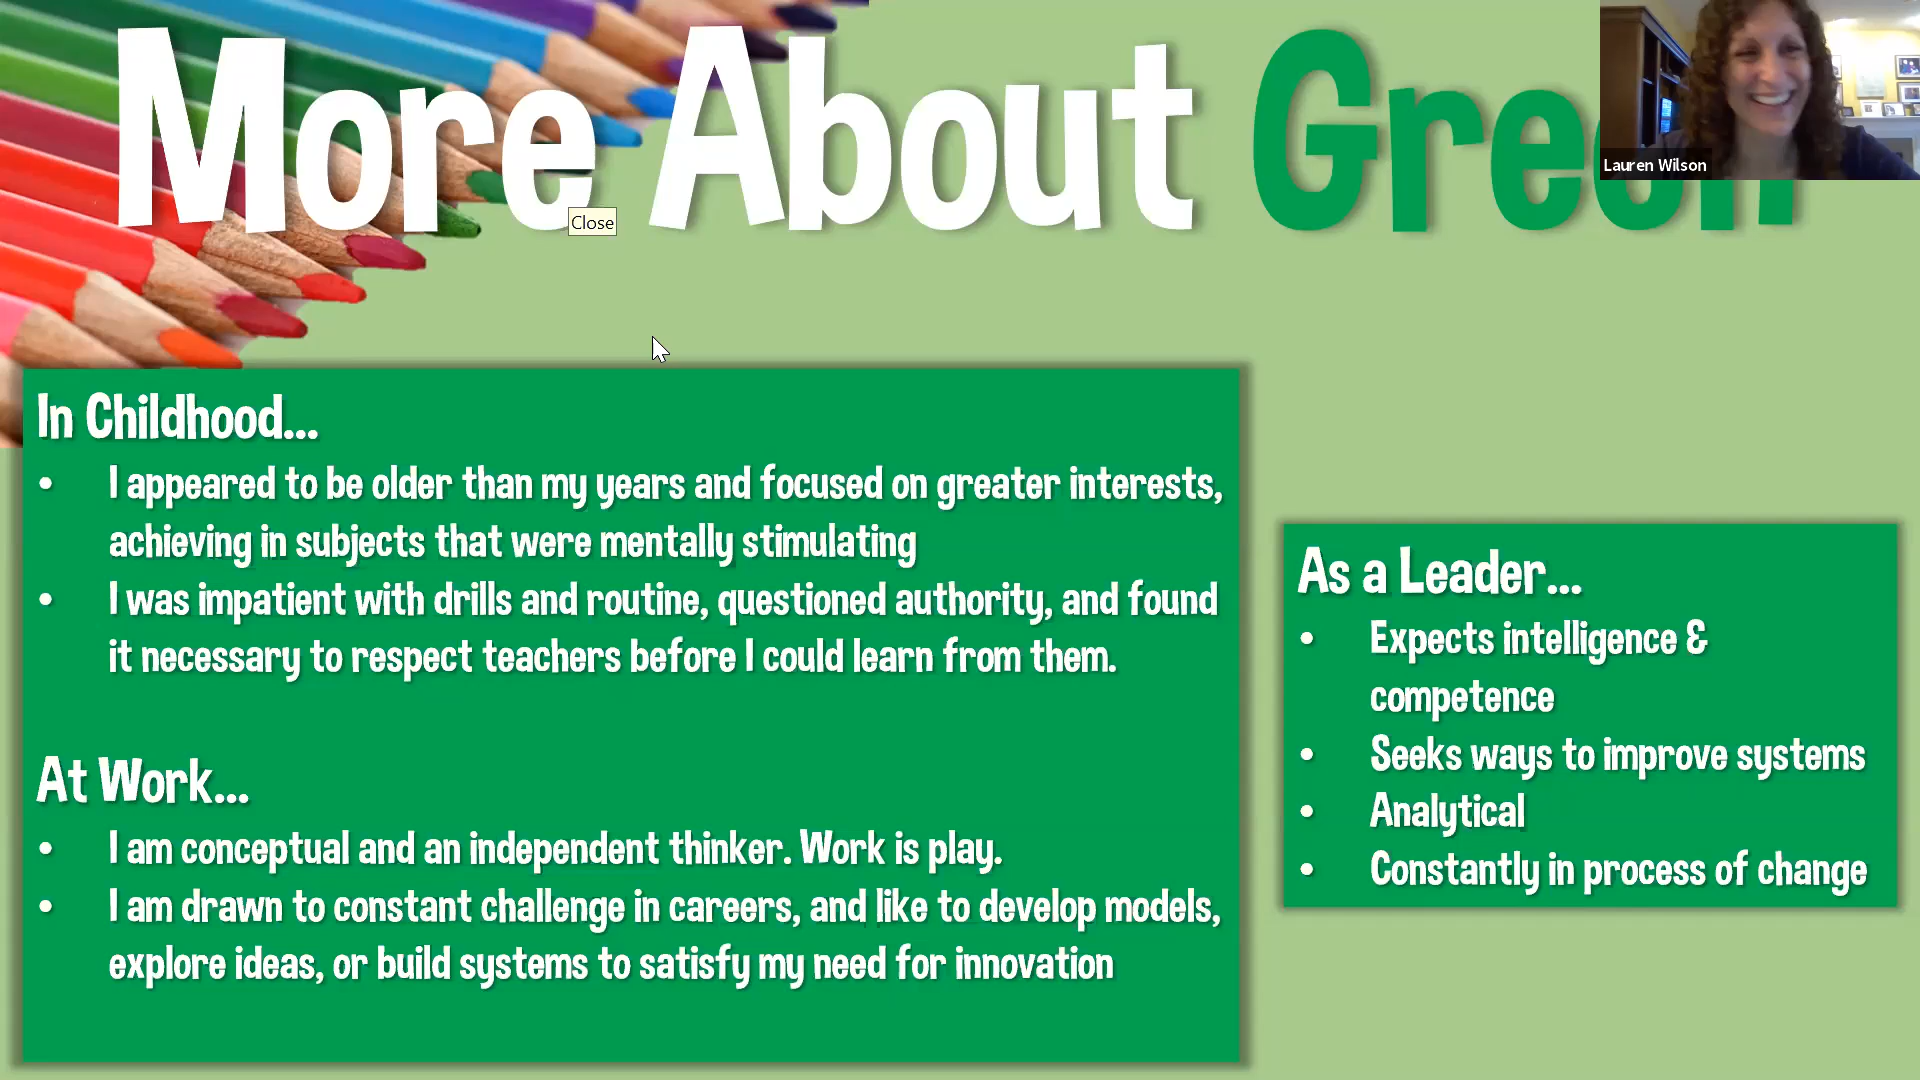 More About Green
Lauren Wilson
Close
In Childhood...
• I appeared to be older than my years and focused on greater interests,
achieving in subjects that were mentally stimulating
• I was impatient with drills and routine, questioned authority, and found
it necessary to respect teachers before I could learn from them.
At Work...
• I am conceptual and an independent thinker. Work is play.
• I am drawn to constant challenge in careers, and like to develop models,
explore ideas, or build systems to satisfy my need for innovation
As a Leader...
• Expects intelligence &
competence
• Seeks ways to improve systems
• Analytical
• Constantly in process of change